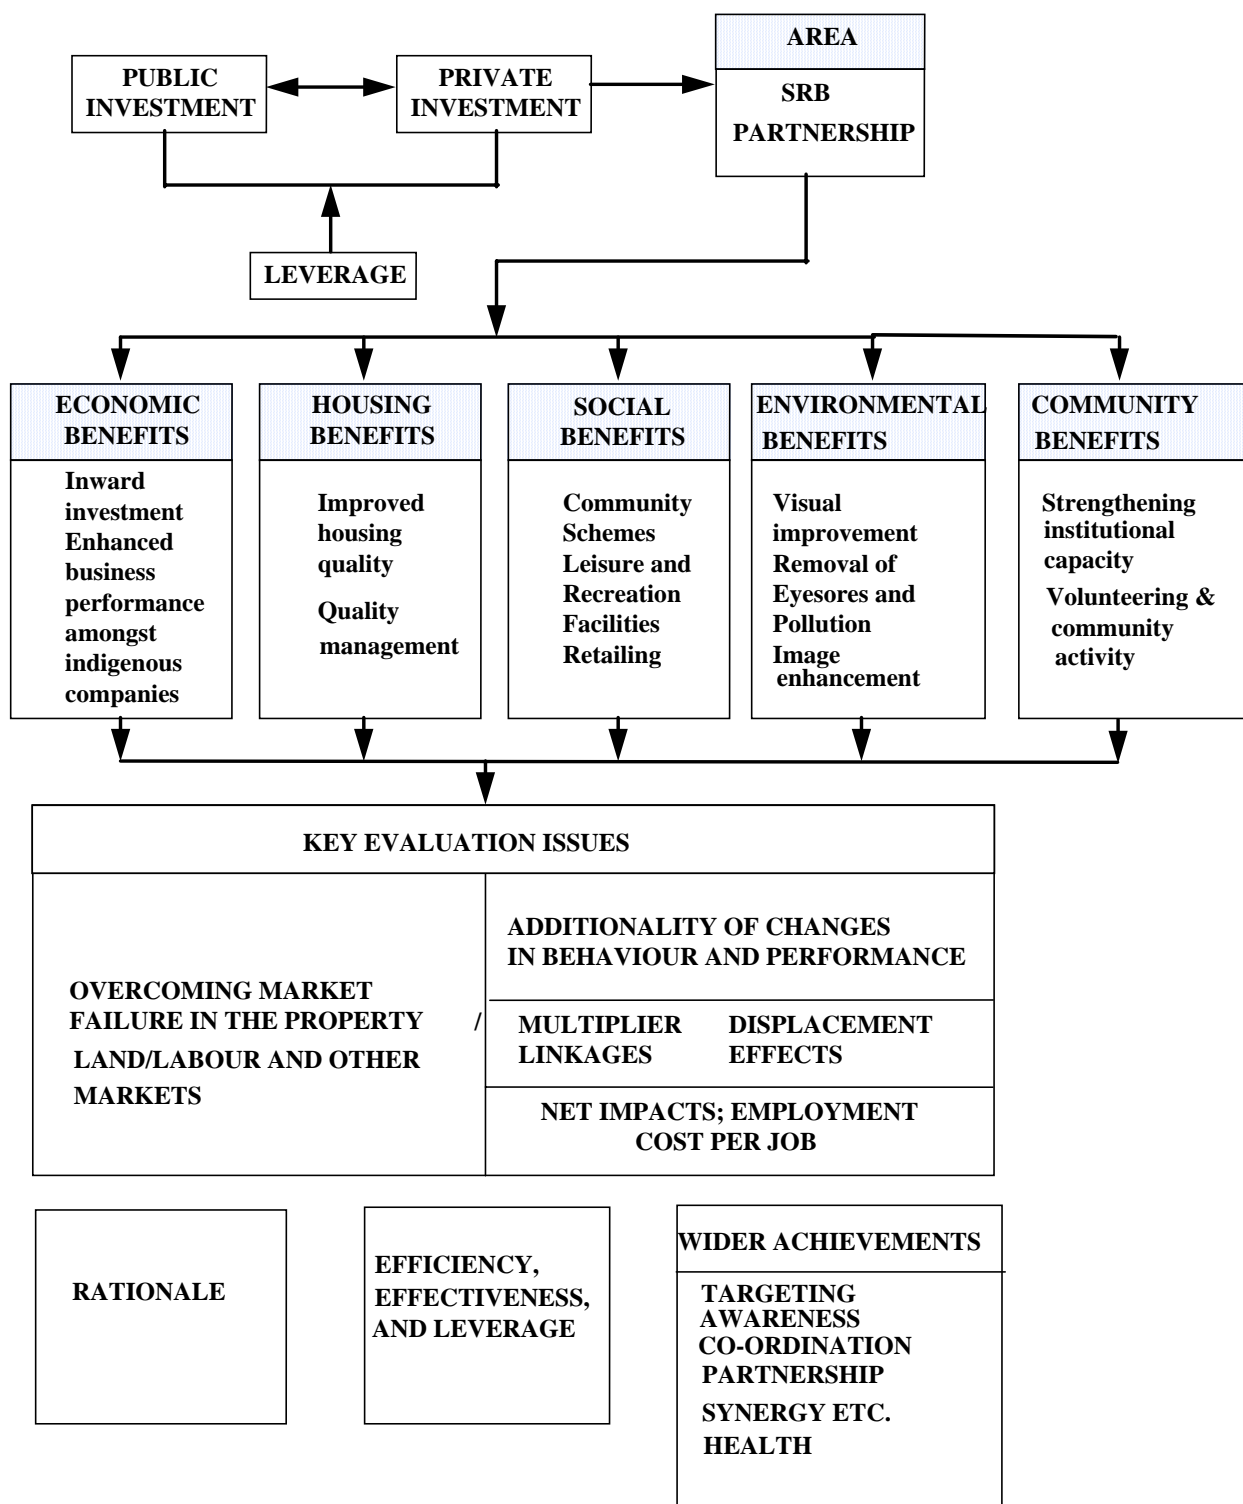 AREA
PUBLIC
INVESTMENT
PRIVATE
INVESTMENT
SRB
PARTNERSHIP
LEVERAGE
ECONOMIC
BENEFITS
Inward
investment
Enhanced
business
performance
amongst
indigenous
companies
HOUSING
BENEFITS
Improved
housing
quality
Quality
management
SOCIAL
BENEFITS
Community
Schemes
Leisure and
Recreation
Facilities
Retailing
ENVIRONMENTAL
BENEFITS
Visual
improvement
Removal of
Eyesores and
Pollution
Image
enhancement
COMMUNITY
BENEFITS
Strengthening
institutional
capacity
Volunteering &
community
activity
KEY EVALUATION ISSUES
OVERCOMING MARKET
FAILURE IN THE PROPERTY /
LAND/LABOUR AND OTHER
MARKETS
ADDITIONALITY OF CHANGES
IN BEHAVIOUR AND PERFORMANCE
MULTIPLIER
LINKAGES
DISPLACEMENT
EFFECTS
NET IMPACTS; EMPLOYMENT
COST PER JOB
RATIONALE
EFFICIENCY,
EFFECTIVENESS,
AND LEVERAGE
WIDER ACHIEVEMENTS
TARGETING
AWARENESS
CO-ORDINATION
PARTNERSHIP
SYNERGY ETC.
HEALTH